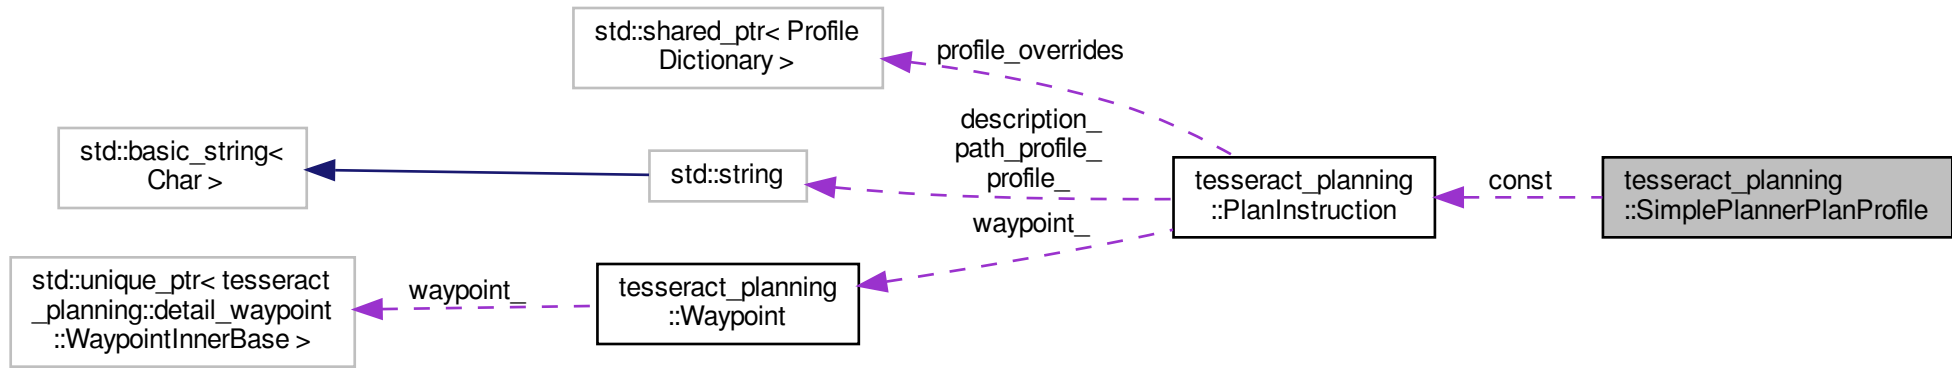 std::shared_ptr< Profile
Dictionary >
profile_overrides
std::basic_string<
Char >
std::string
description_
path_profile_
profile_
tesseract_planning
::PlanInstruction
const
tesseract_planning
::SimplePlannerPlanProfile
waypoint_
std::unique_ptr< tesseract
_planning::detail_waypoint
::WaypointInnerBase >
waypoint_
tesseract_planning
::Waypoint